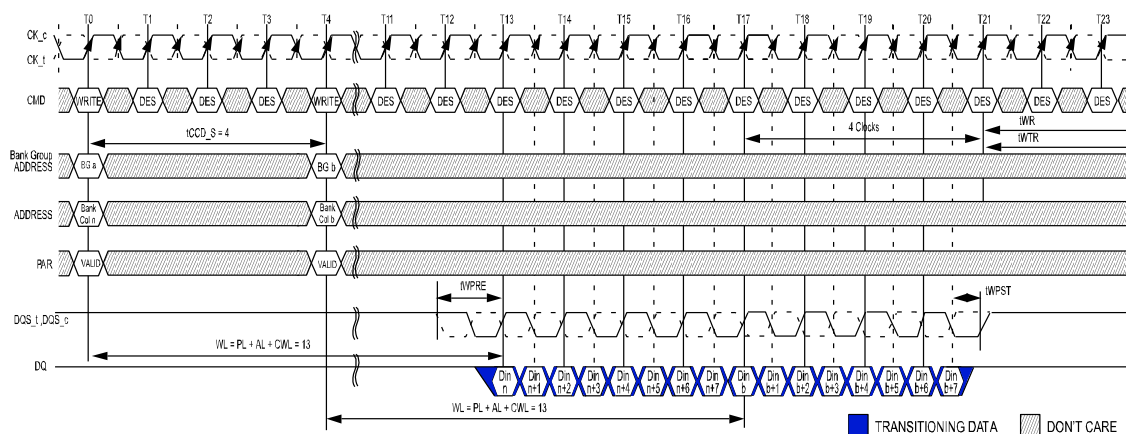 T0 T1 T2 T3 T4 T11 T12 T13 T14 T15 T16 T17 T18 T19 T20 T21 T22 T23
CK_c
CK_t
CMD WRITE DES DES DES WRITE DES DES DES DES DES DES DES DES DES DES DES DES DES
tCCD_S = 4 4 Clocks tWR
tWTR
Bank Group
ADDRESS BG a BG b
ADDRESS Bank Col n Bank Col b
PAR VALID VALID
tWPRE tWPST
DQS_t ,DQS_c
WL = PL + AL + CWL = 13
DQ Din n Din n+1 Din n+2 Din n+3 Din n+4 Din n+5 Din n+6 Din n+7 Din b Din b+1 Din b+2 Din b+3 Din b+4 Din b+5 Din b+6 Din b+7
WL = PL + AL + CWL = 13
TRANSITIONING DATA DON'T CARE